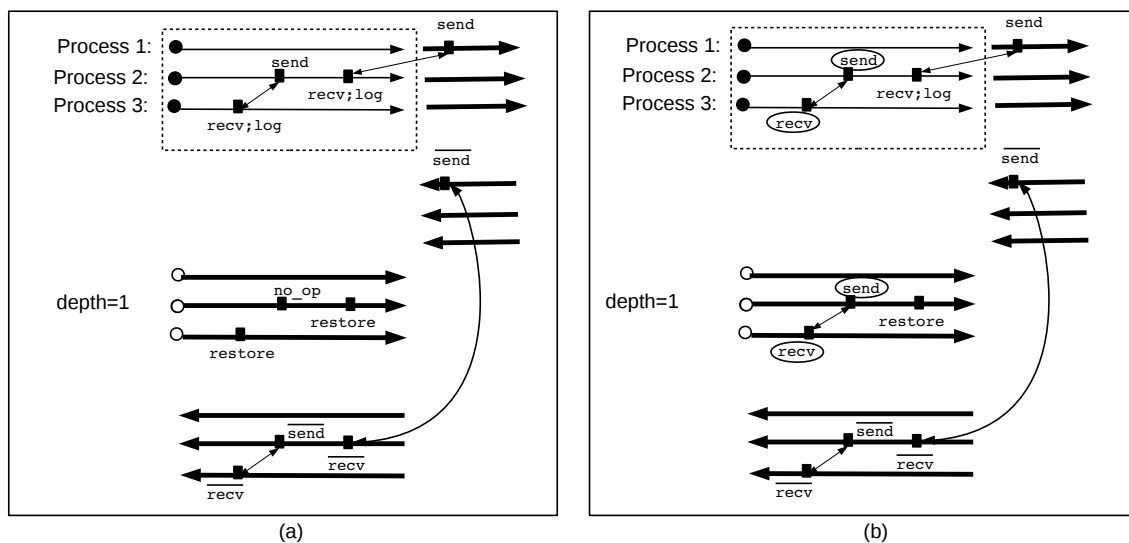 send
Process 1:
send
Process 2:
recv;log
Process 3:
recv;log
send
no_op
depth=1
restore
restore
send
recv
recv
(a)
send
Process 1:
send
Process 2:
recv;log
Process 3:
recv
send
send
depth=1
restore
recv
send
recv
recv
(b)